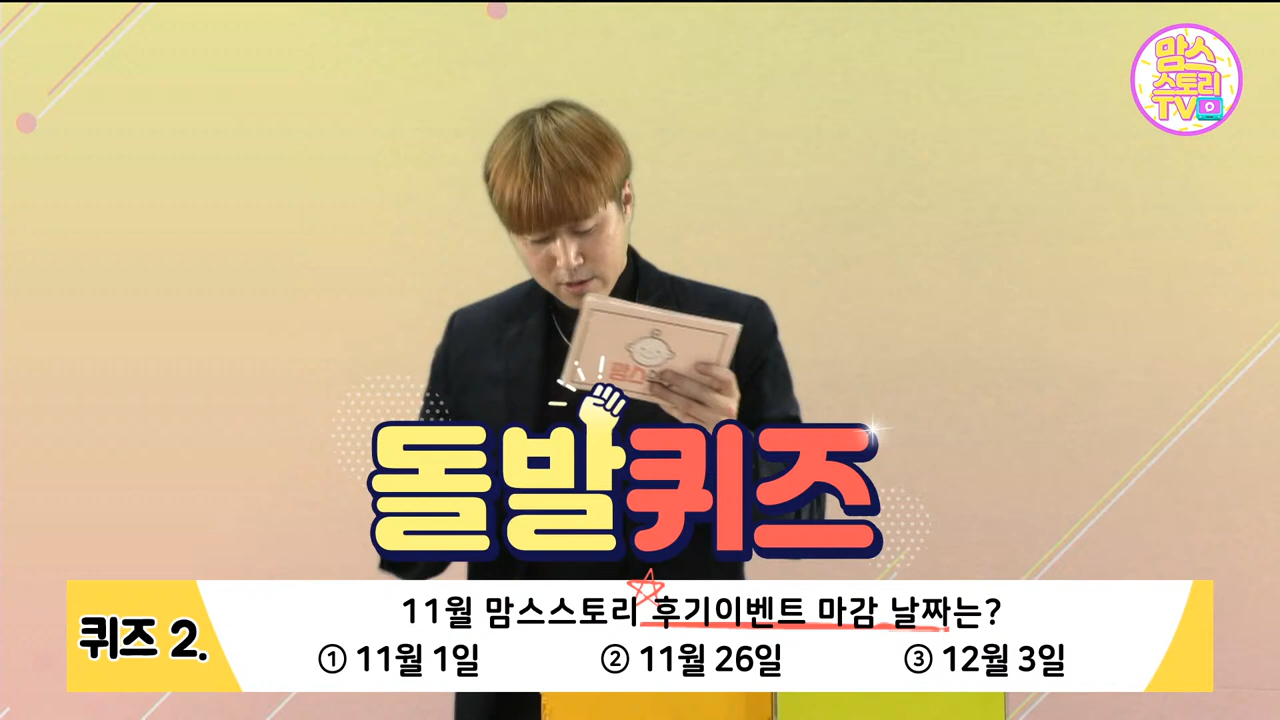 맘스
스토리
TV
맘스
돌발퀴즈
퀴즈 2.
11월 맘스스토리 후기이벤트 마감 날짜는?
① 11월 1일 ② 11월 26일 ③ 12월 3일